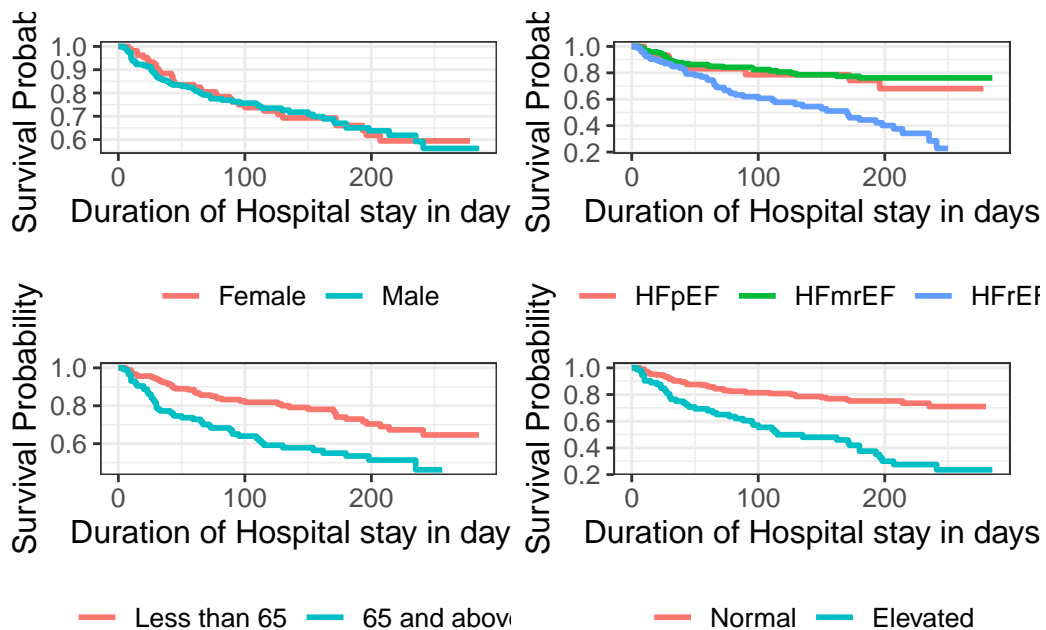 Survival Probab
1.0
0.9
0.8
0.7
0.6
0 100 200
Duration of Hospital stay in day
Female Male
Survival Probab
1.0
0.8
0.6
0.4
0.2
0 100 200
Duration of Hospital stay in days
HFpEF HFmrEF HFrEF
Survival Probability
1.0
0.8
0.6
0 100 200
Duration of Hospital stay in day
Less than 65 65 and above
Survival Probability
1.0
0.8
0.6
0.4
0.2
0 100 200
Duration of Hospital stay in days
Normal Elevated